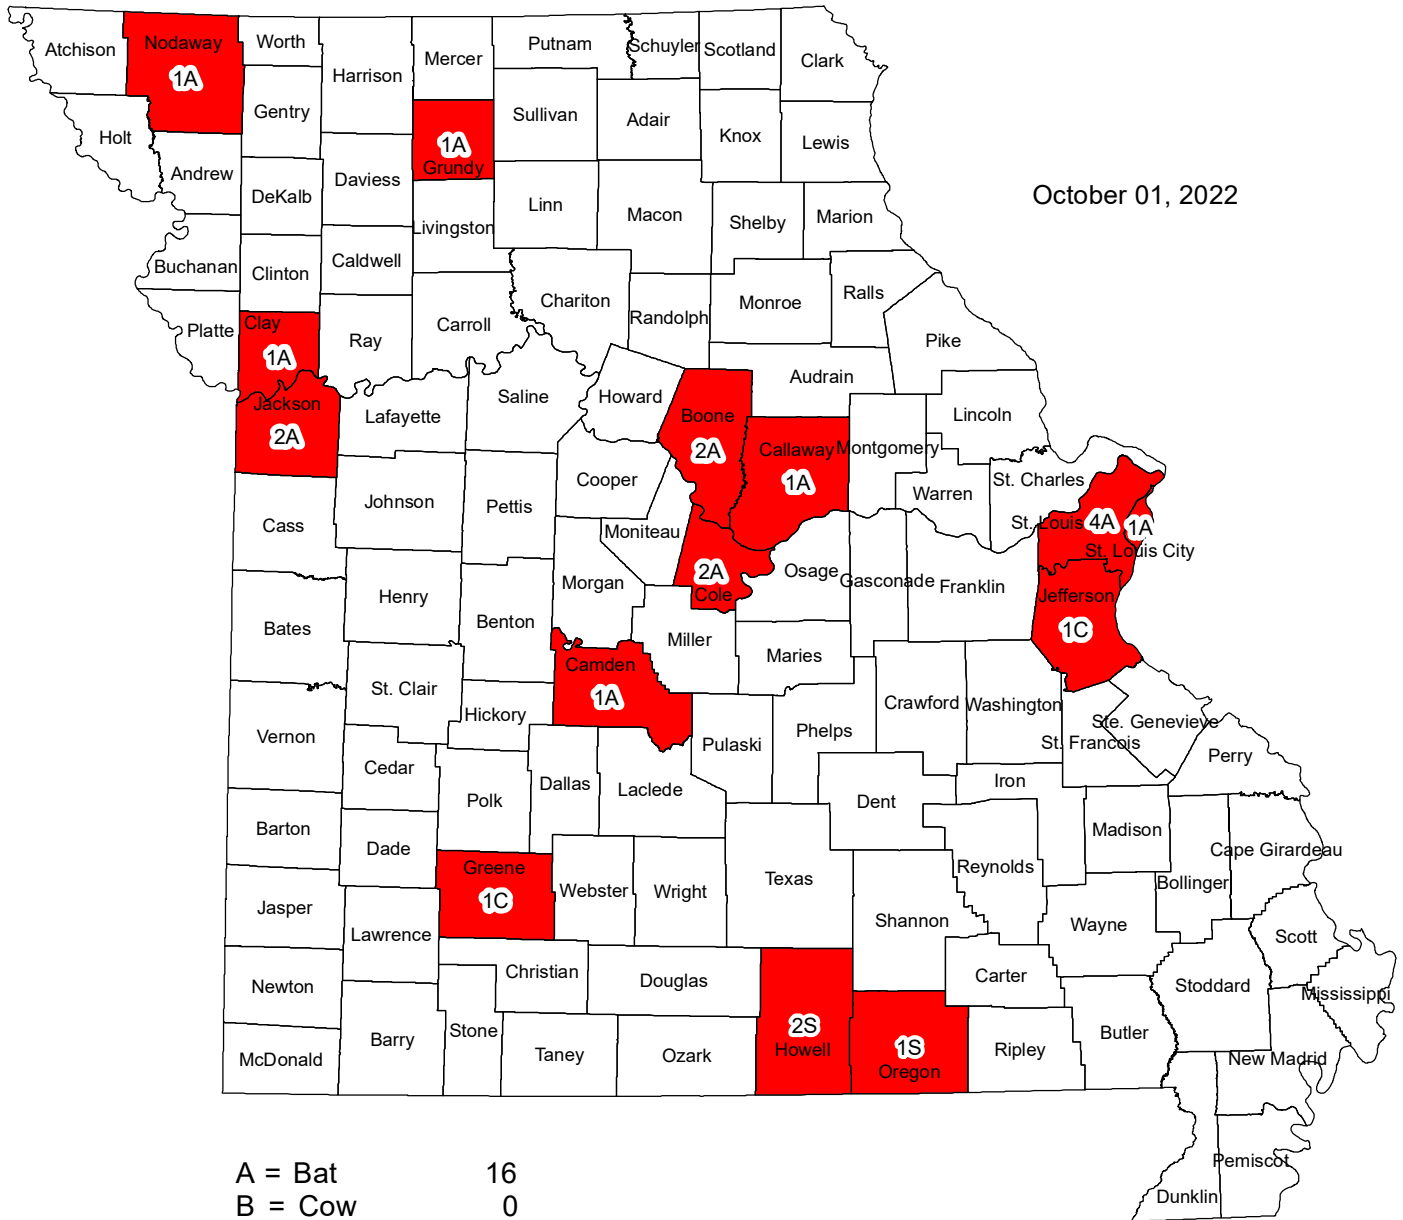 Atchison
Nodaway
1A
Worth
Harrison
Mercer
Putnam
Schuyler
Scotland
Clark
Gentry
Holt
Andrew
DeKalb
Daviess
1A
Grundy
Sullivan
Adair
Knox
Lewis
October 01, 2022
Livingston
Linn
Macon
Shelby
Marion
Buchanan
Clinton
Caldwell
Chariton
Randolph
Monroe
Ralls
Pike
Platte
Clay
1A
Ray
Carroll
Jackson
2A
Lafayette
Saline
Howard
Boone
2A
Audrain
Callaway
1A
Montgomery
Lincoln
Warren
St. Charles
St. Louis
4A
1A
St. Louis City
Cass
Johnson
Pettis
Cooper
Moniteau
Morgan
2A
Cole
Osage
Gasconade
Franklin
Jefferson
1C
Bates
Henry
Benton
Miller
Maries
Camden
1A
St. Clair
Hickory
Vernon
Cedar
Polk
Dallas
Laclede
Pulaski
Phelps
Crawford
Washington
Ste. Genevieve
St. Francois
Perry
Iron
Dent
Barton
Dade
Greene
1C
Webster
Wright
Texas
Shannon
Reynolds
Madison
Cape Girardeau
Bollinger
Wayne
Jasper
Lawrence
Newton
Christian
Douglas
2S
Howell
1S
Oregon
Carter
Ripley
Butler
Stoddard
Scott
Mississippi
McDonald
Barry
Stone
Taney
Ozark
New Madrid
Pemiscot
Dunklin
A = Bat 16
B = Cow 0